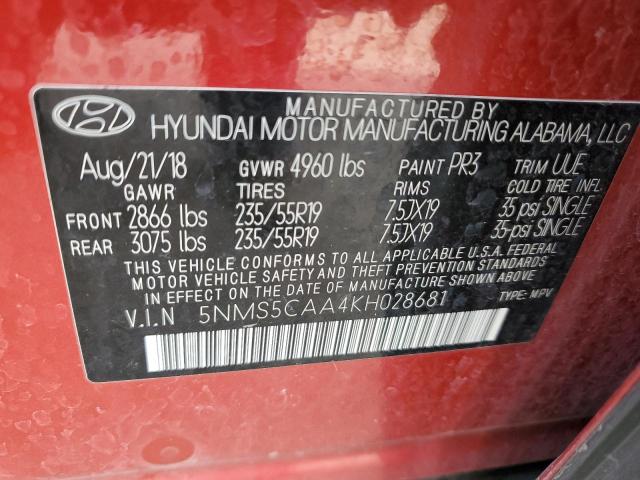 MANUFACTURED BY
HYUNDAI MOTOR MANUFACTURING ALABAMA, LLC
Aug/21/18 GVWR 4960 lbs PAINT PR3 TRIM UUE
GAWR TIRES RIMS COLD TIRE INFL.
FRONT 2866 lbs 235/55R19 7.5JX19 35 psi SINGLE
REAR 3075 lbs 235/55R19 7.5JX19 35 psi SINGLE
THIS VEHICLE CONFORMS TO ALL APPLICABLE U.S.A. FEDERAL
MOTOR VEHICLE SAFETY AND THEFT PREVENTION STANDARDS
IN EFFECT ON THE DATE OF MANUFACTURE SHOWN ABOVE.
V.I.N 5NMS5CAA4KH028681 TYPE: MPV